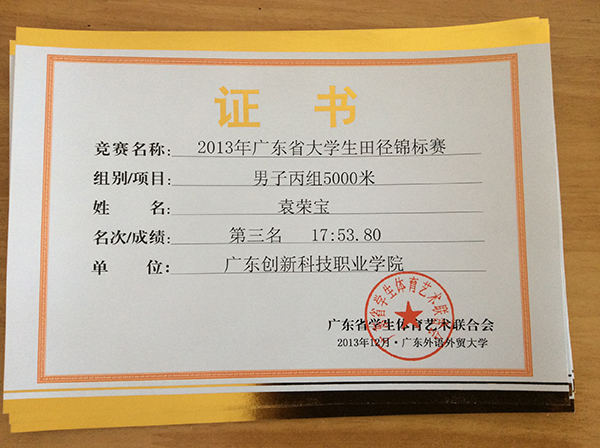 证 书
竞赛名称: 2013年广东省大学生田径锦标赛
组别/项目: 男子丙组5000米
姓 名: 袁荣宝
名次/成绩: 第三名 17:53.80
单 位: 广东创新科技职业学院
广东省学生体育艺术联合会
2013年12月·广东外语外贸大学